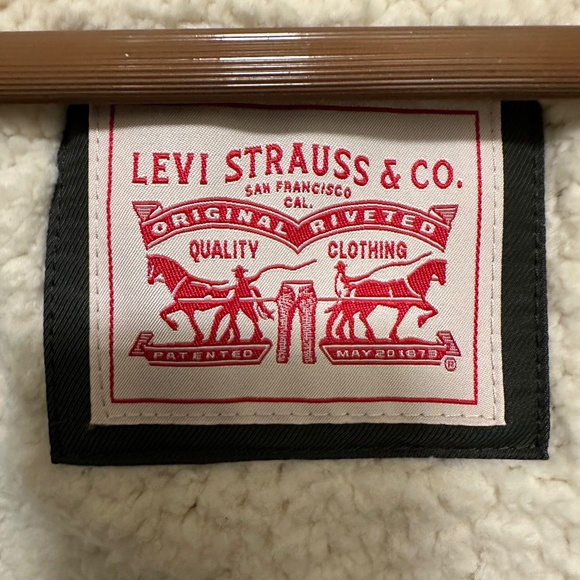 LEVI STRAUSS & CO.
SAN FRANCISCO
CAL.
ORIGINAL RIVETED
QUALITY CLOTHING
PATENTED MAY 20 1873
®